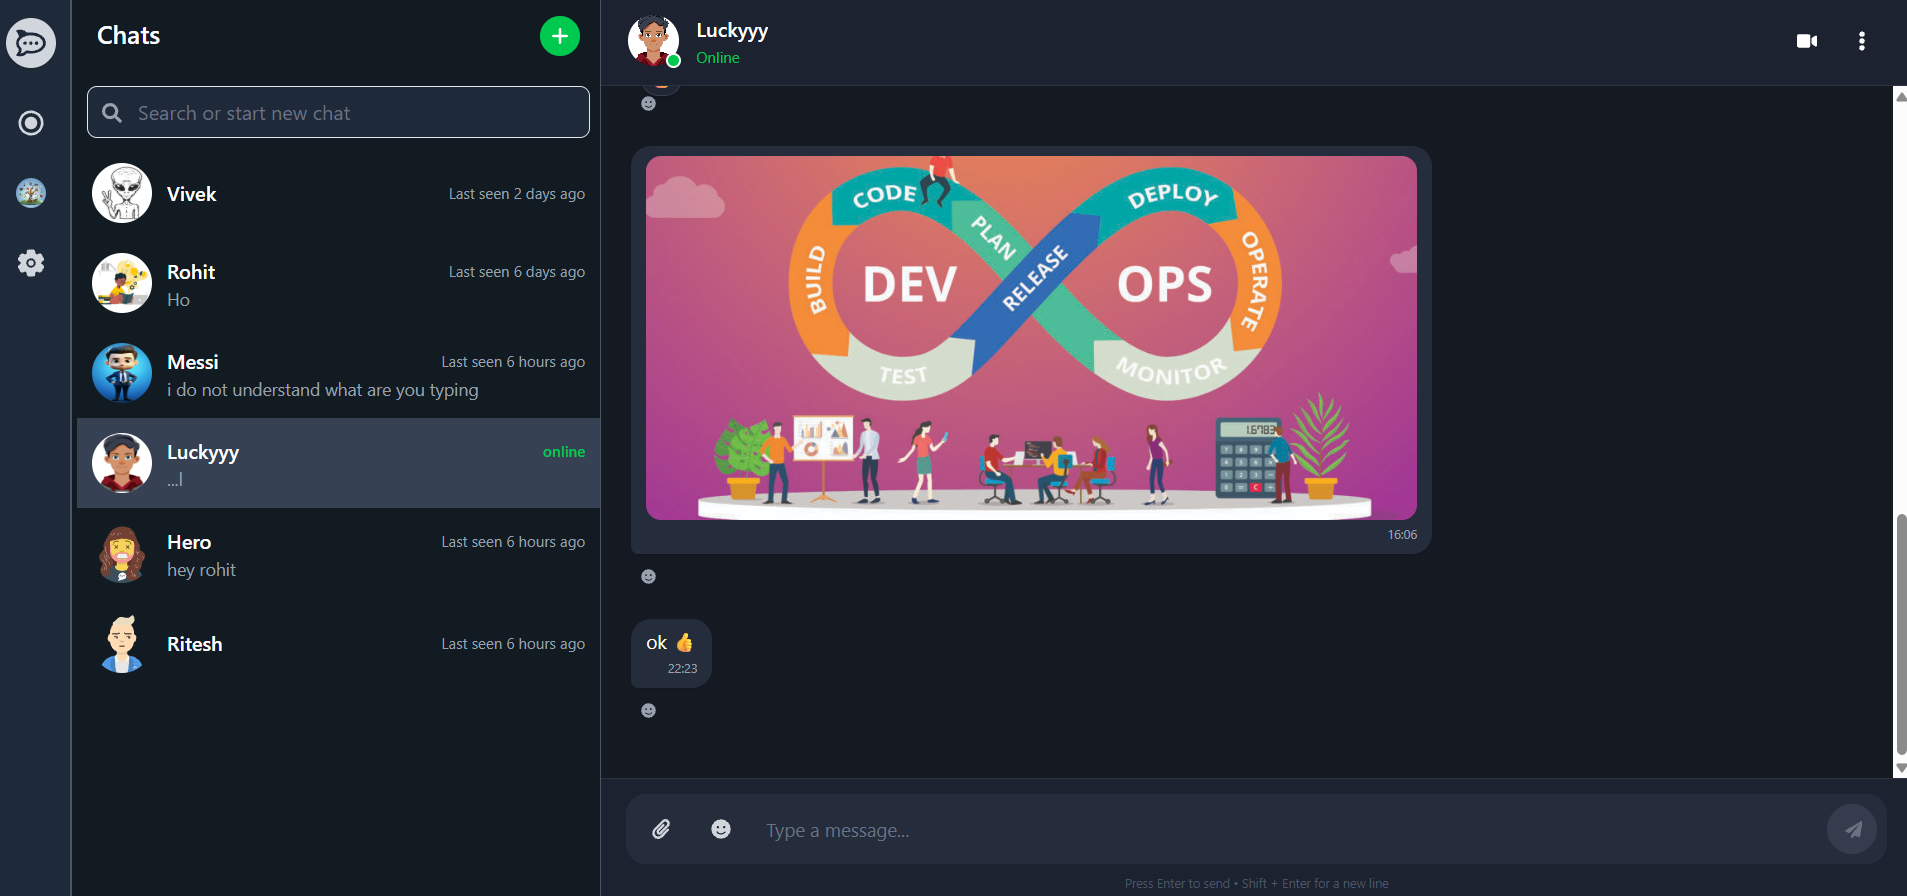 Chats
Search or start new chat
Vivek
Last seen 2 days ago
Rohit
Last seen 6 days ago
Ho
Messi
Last seen 6 hours ago
i do not understand what are you typing
Luckyyy
online
Hero
Last seen 6 hours ago
hey rohit
Ritesh
Last seen 6 hours ago
Luckyyy
Online
CODE
PLAN
BUILD
DEV
TEST
RELEASE
DEPLOY
OPS
OPERATE
MONITOR
16:06
ok 👍
22:23
Type a message...
Press Enter to send • Shift + Enter for a new line